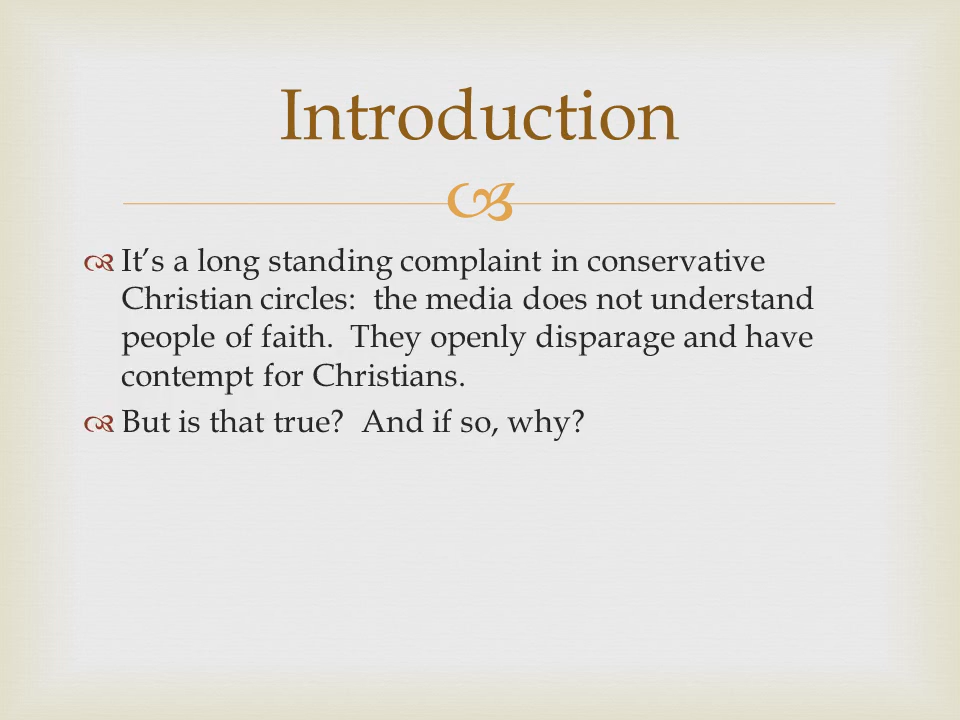 Introduction
It’s a long standing complaint in conservative
Christian circles:  the media does not understand
people of faith.  They openly disparage and have
contempt for Christians.
But is that true?  And if so, why?